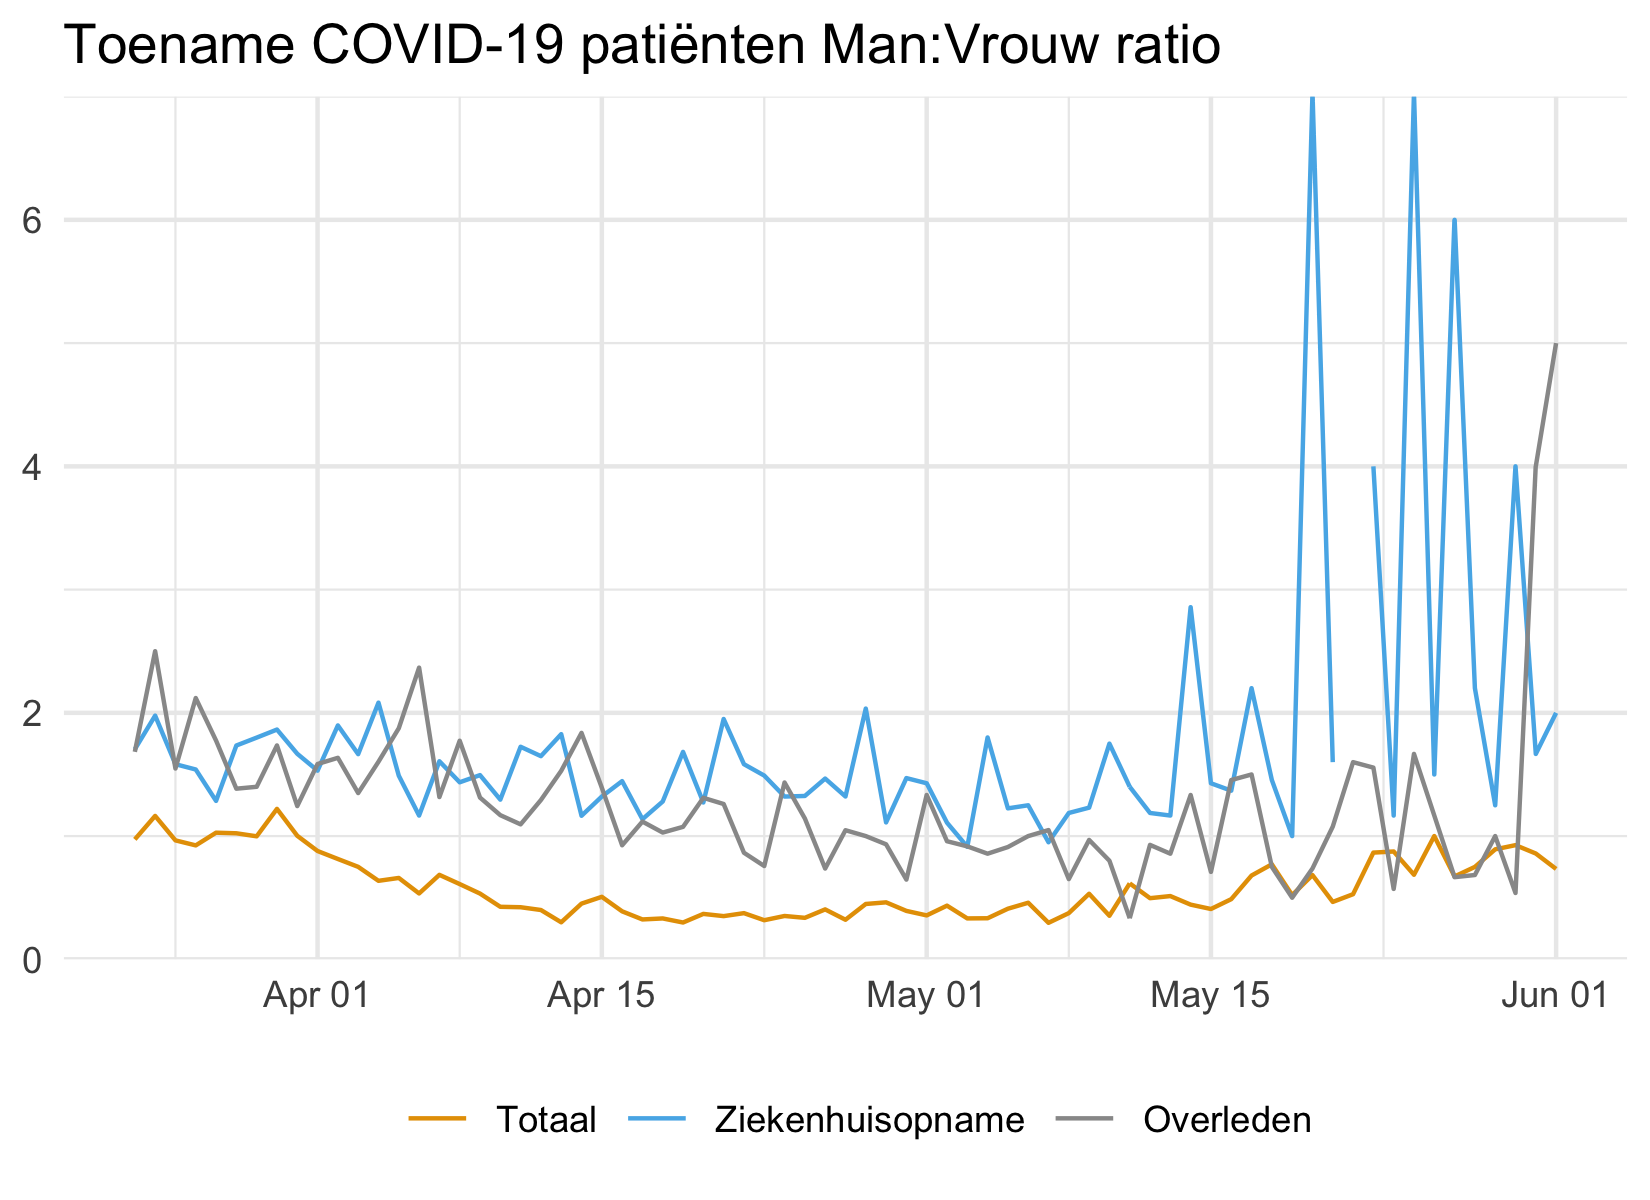 Toename COVID-19 patiënten Man:Vrouw ratio
6
4
2
0
Apr 01 Apr 15 May 01 May 15 Jun 01
Totaal Ziekenhuisopname Overleden